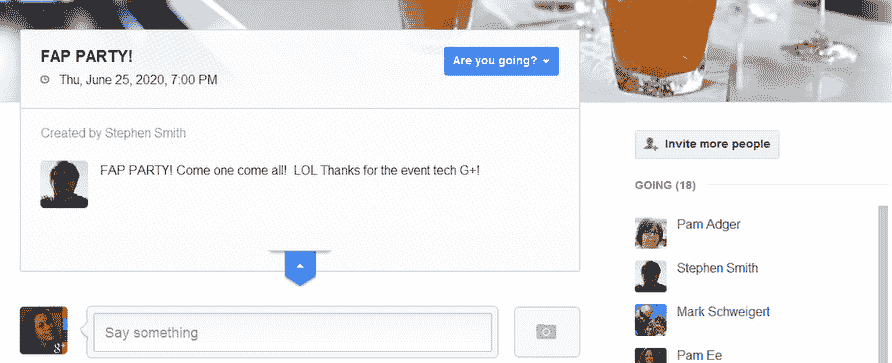 FAP PARTY!
Are you going?
Thu, June 25, 2020, 7:00 PM
Created by Stephen Smith
FAP PARTY! Come one come all! LOL Thanks for the event tech G+!
Say something
Invite more people
GOING (18)
Pam Adger
Stephen Smith
Mark Schweigert
Pam Ee